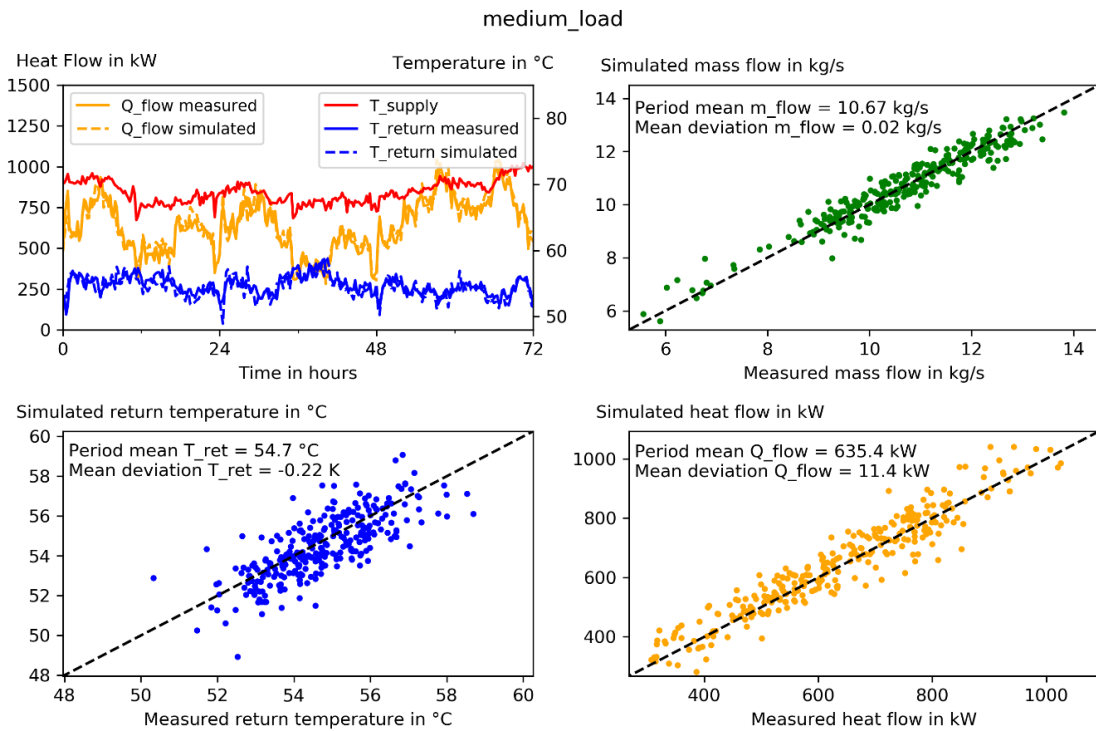 medium_load
Heat Flow in kW
Temperature in °C
1500
1250
1000
750
500
250
0
80
70
60
50
Q_flow measured
Q_flow simulated
T_supply
T_return measured
T_return simulated
0 24 48 72
Time in hours
Simulated mass flow in kg/s
14
12
10
8
6
Period mean m_flow = 10.67 kg/s
Mean deviation m_flow = 0.02 kg/s
6 8 10 12 14
Measured mass flow in kg/s
Simulated return temperature in °C
60
58
56
54
52
50
48
Period mean T_ret = 54.7 °C
Mean deviation T_ret = -0.22 K
48 50 52 54 56 58 60
Measured return temperature in °C
Simulated heat flow in kW
1000
800
600
400
Period mean Q_flow = 635.4 kW
Mean deviation Q_flow = 11.4 kW
400 600 800 1000
Measured heat flow in kW